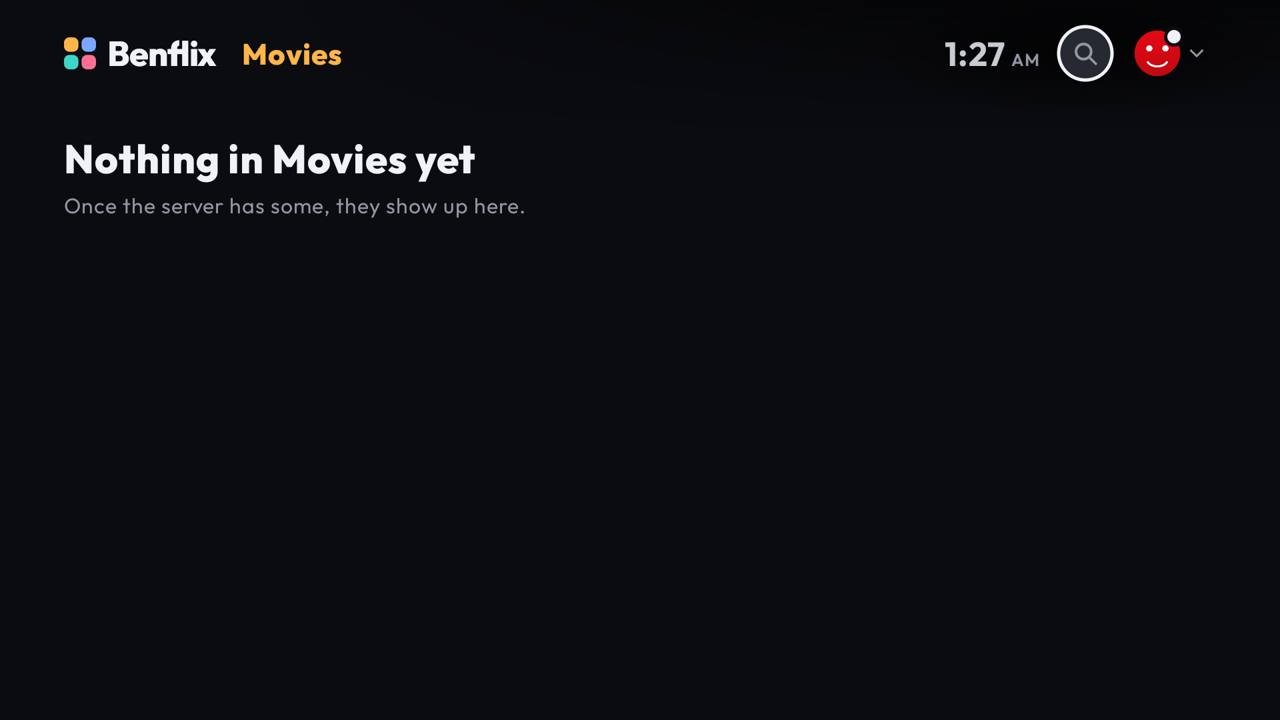 Benflix Movies 1:27 AM
Nothing in Movies yet
Once the server has some, they show up here.